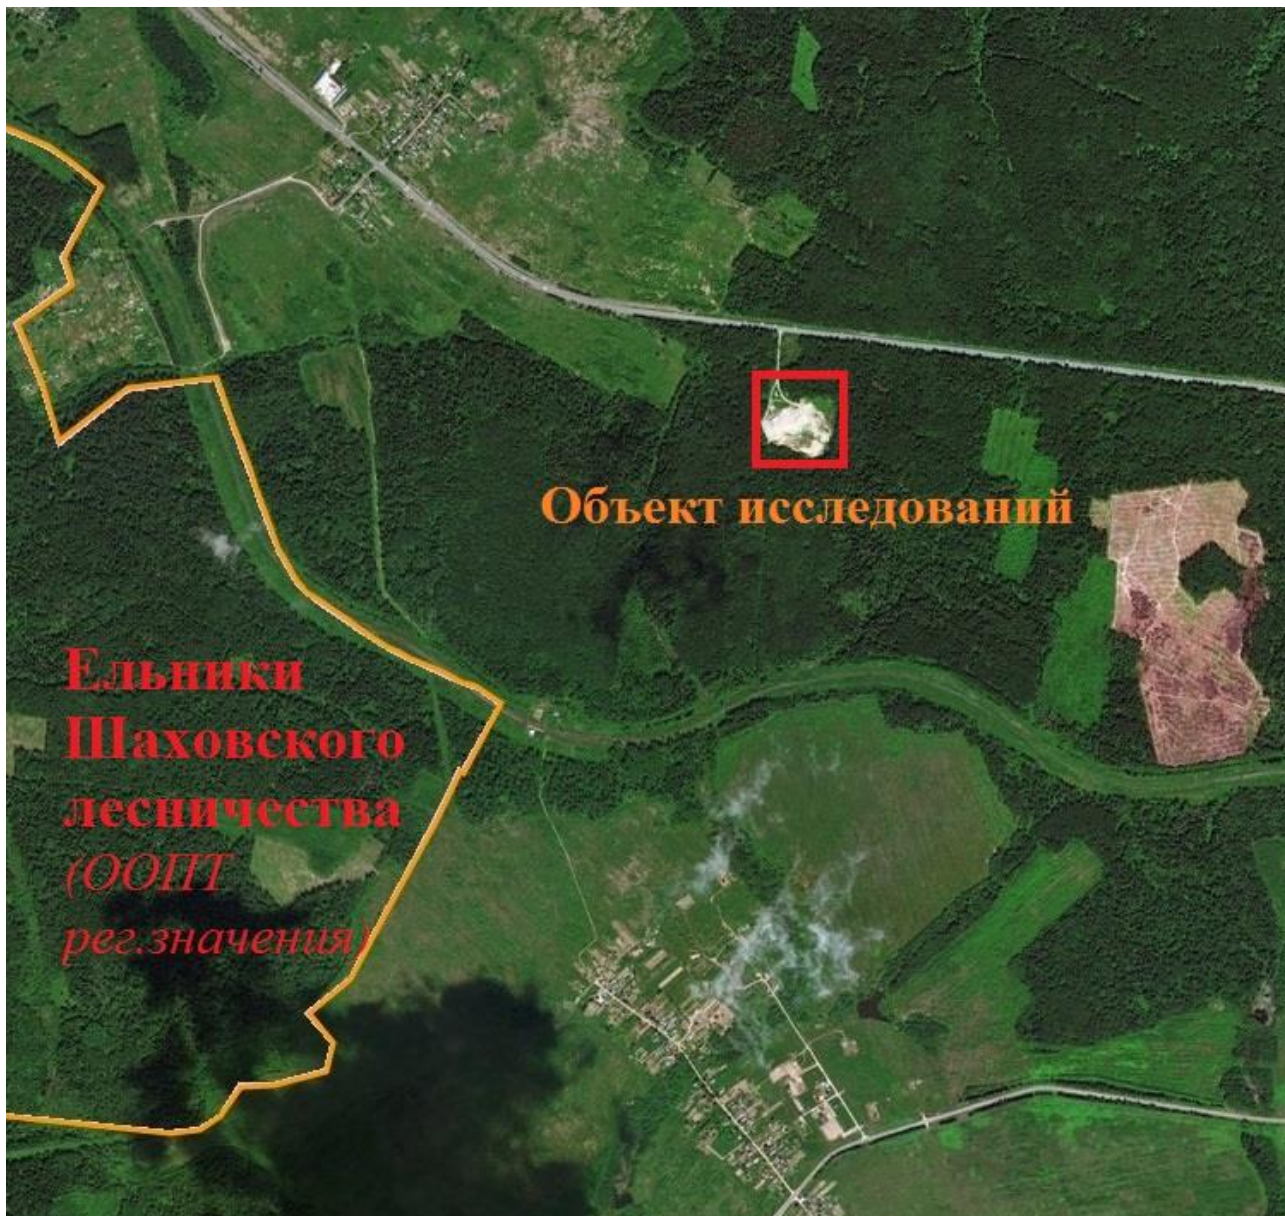 Объект исследований
Ельники
Шаховского
лесничества
(ООПТ
рег.значения)